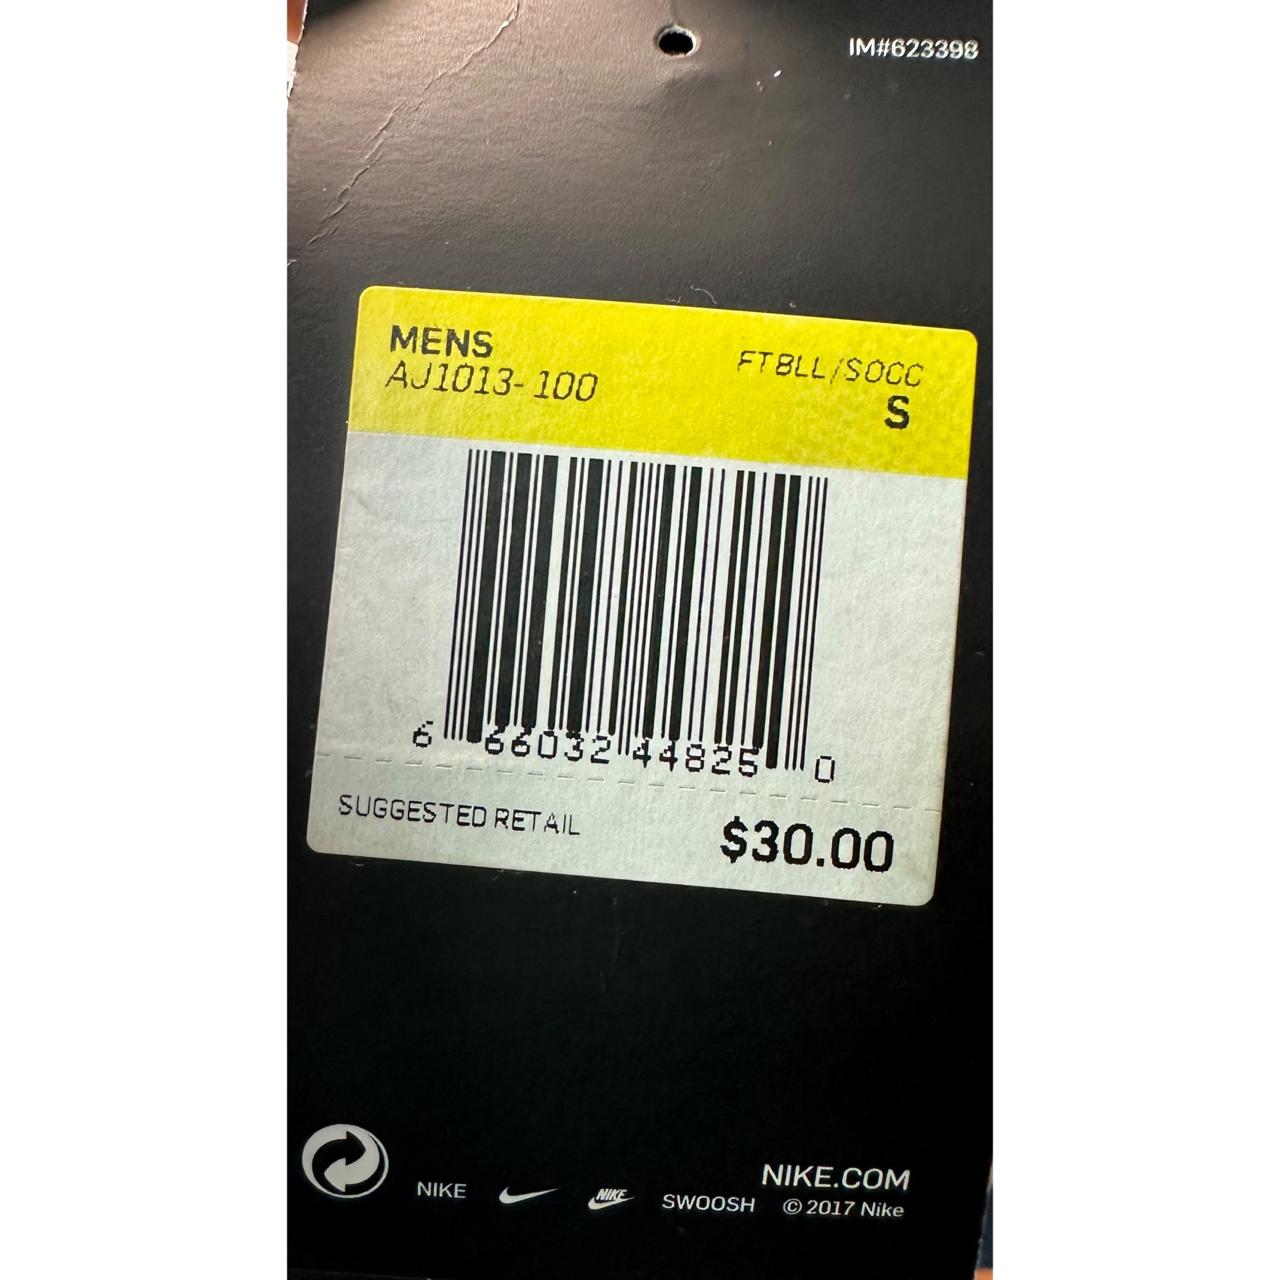 IM#623398
MENS
FTBLL/SOCC
AJ1013-100
S
6 66032 44825 0
SUGGESTED RETAIL
$30.00
NIKE.COM
NIKE NIKE SWOOSH © 2017 Nike